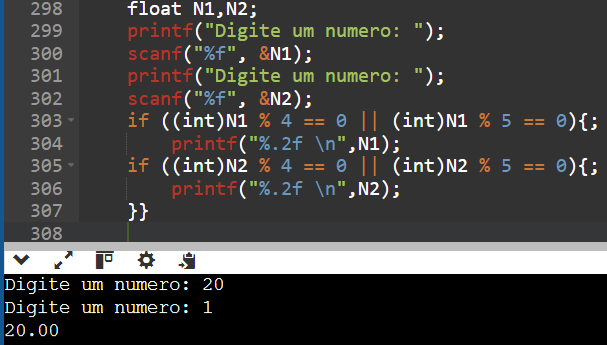 298 float N1,N2;
299 printf("Digite um numero: ");
300 scanf("%f", &N1);
301 printf("Digite um numero: ");
302 scanf("%f", &N2);
303 if ((int)N1 % 4 == 0 || (int)N1 % 5 == 0){;
304 printf("%.2f \n",N1);
305 if ((int)N2 % 4 == 0 || (int)N2 % 5 == 0){;
306 printf("%.2f \n",N2);
307 }}
308
Digite um numero: 20
Digite um numero: 1
20.00